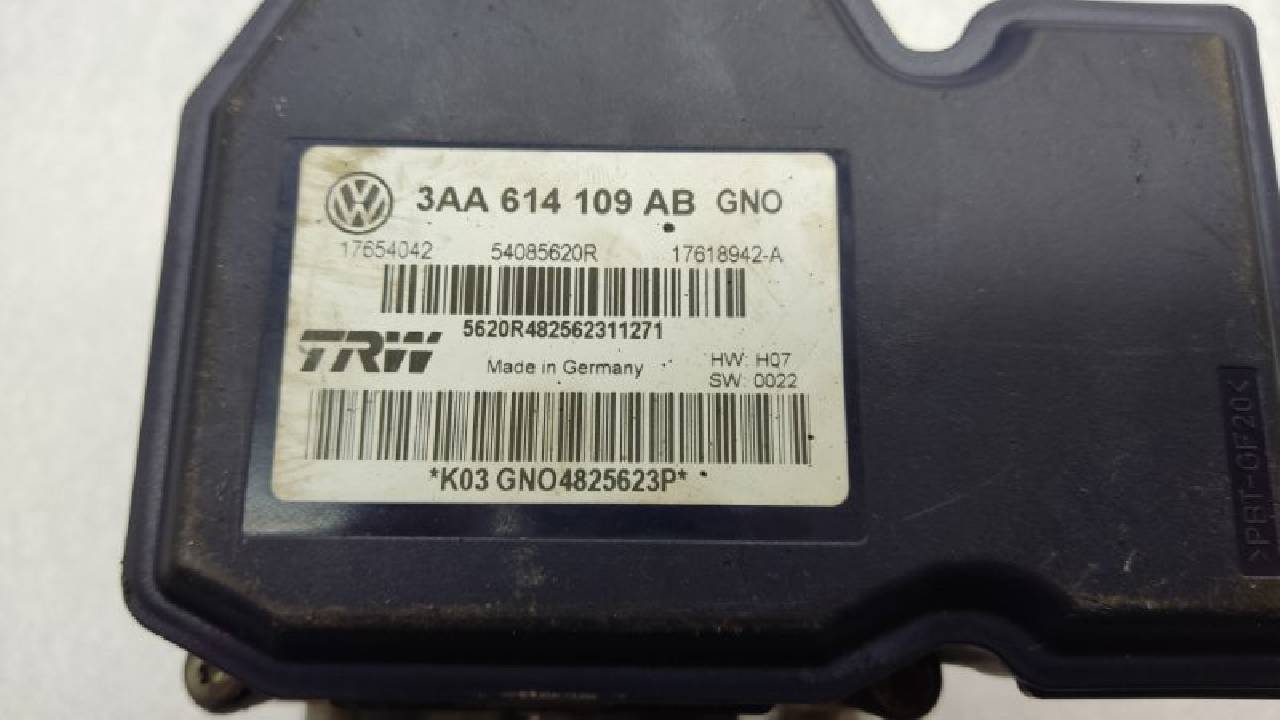 3AA 614 109 AB GNO
17654042 54085620R 17618942-A
5620R482562311271
TRW Made in Germany HW: H07
SW: 0022
*K03 GNO4825623P*
>PBT-GF20<